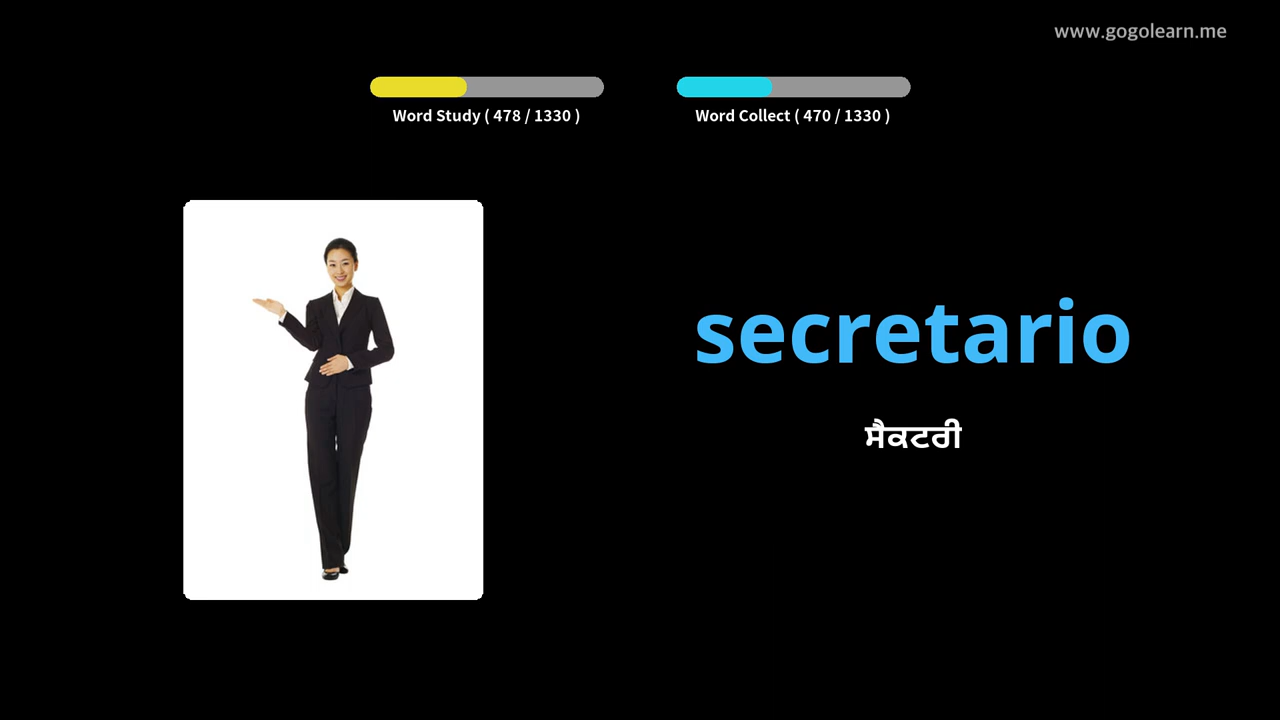 www.gogolearn.me
Word Study ( 478 / 1330 )
Word Collect ( 470 / 1330 )
secretario
ਸੈਕਟਰੀ